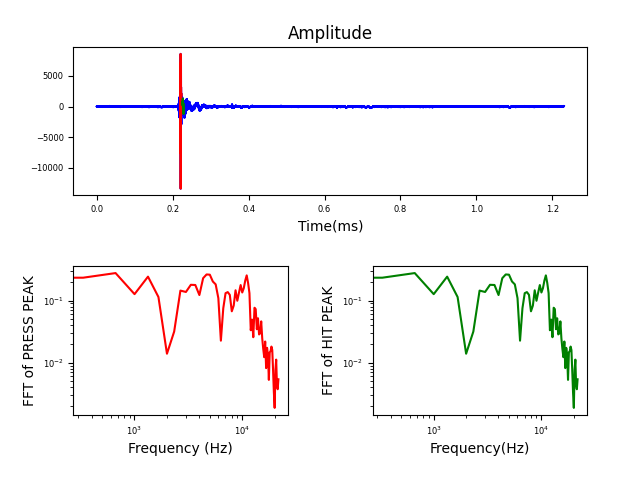 Amplitude
5000
0
−5000
−10000
0.0 0.2 0.4 0.6 0.8 1.0 1.2
Time(ms)
FFT of PRESS PEAK
10⁻¹
10⁻²
10³ 10⁴
Frequency (Hz)
FFT of HIT PEAK
10⁻¹
10⁻²
10³ 10⁴
Frequency(Hz)